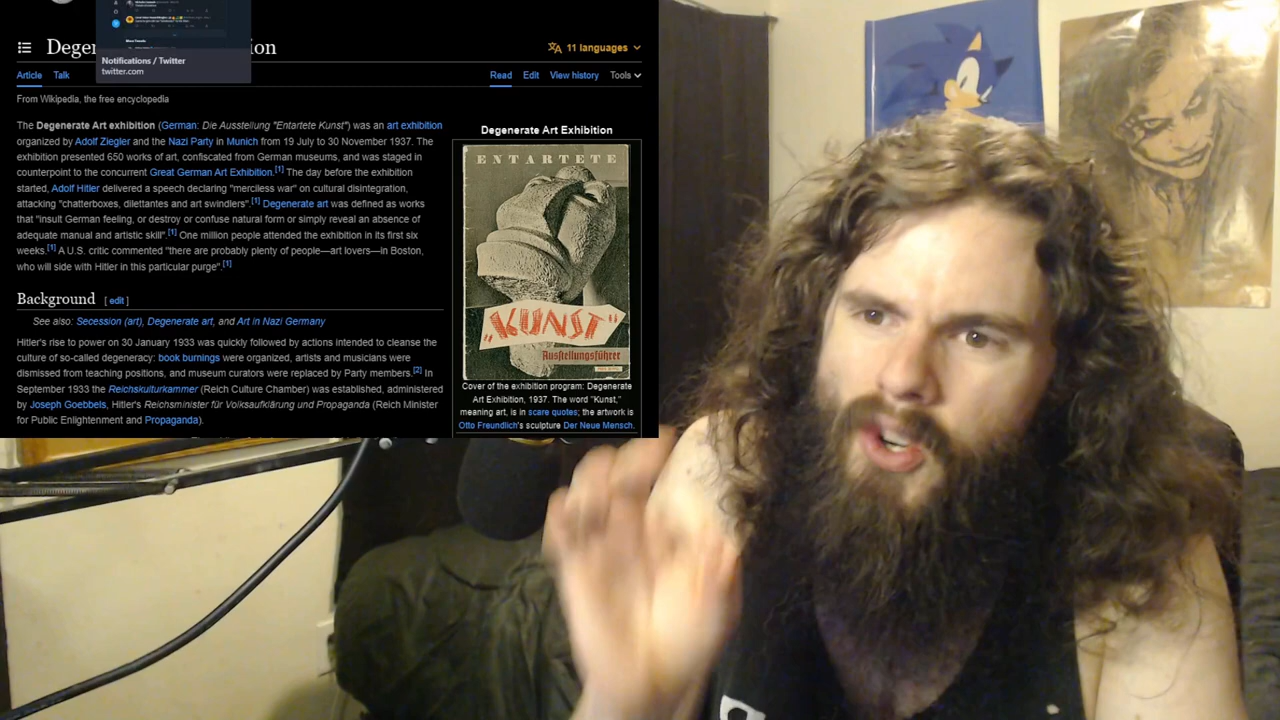 Degen
ion
11 languages
Notifications / Twitter
twitter.com
Article Talk
Read Edit View history Tools
From Wikipedia, the free encyclopedia
The Degenerate Art exhibition (German: Die Ausstellung "Entartete Kunst") was an art exhibition
organized by Adolf Ziegler and the Nazi Party in Munich from 19 July to 30 November 1937. The
exhibition presented 650 works of art, confiscated from German museums, and was staged in
counterpoint to the concurrent Great German Art Exhibition.[1] The day before the exhibition
started, Adolf Hitler delivered a speech declaring "merciless war" on cultural disintegration,
attacking "chatterboxes, dilettantes and art swindlers".[1] Degenerate art was defined as works
that "insult German feeling, or destroy or confuse natural form or simply reveal an absence of
adequate manual and artistic skill".[1] One million people attended the exhibition in its first six
weeks.[1] A U.S. critic commented "there are probably plenty of people—art lovers—in Boston,
who will side with Hitler in this particular purge".[1]
Background [ edit ]
See also: Secession (art), Degenerate art, and Art in Nazi Germany
Hitler's rise to power on 30 January 1933 was quickly followed by actions intended to cleanse the
culture of so-called degeneracy: book burnings were organized, artists and musicians were
dismissed from teaching positions, and museum curators were replaced by Party members.[2] In
September 1933 the Reichskulturkammer (Reich Culture Chamber) was established, administered
by Joseph Goebbels, Hitler's Reichsminister für Volksaufklärung und Propaganda (Reich Minister
for Public Enlightenment and Propaganda).
Degenerate Art Exhibition
ENTARTETE
"KUNST"
Ausstellungsführer
Cover of the exhibition program: Degenerate
Art Exhibition, 1937. The word "Kunst,"
meaning art, is in scare quotes; the artwork is
Otto Freundlich's sculpture Der Neue Mensch.